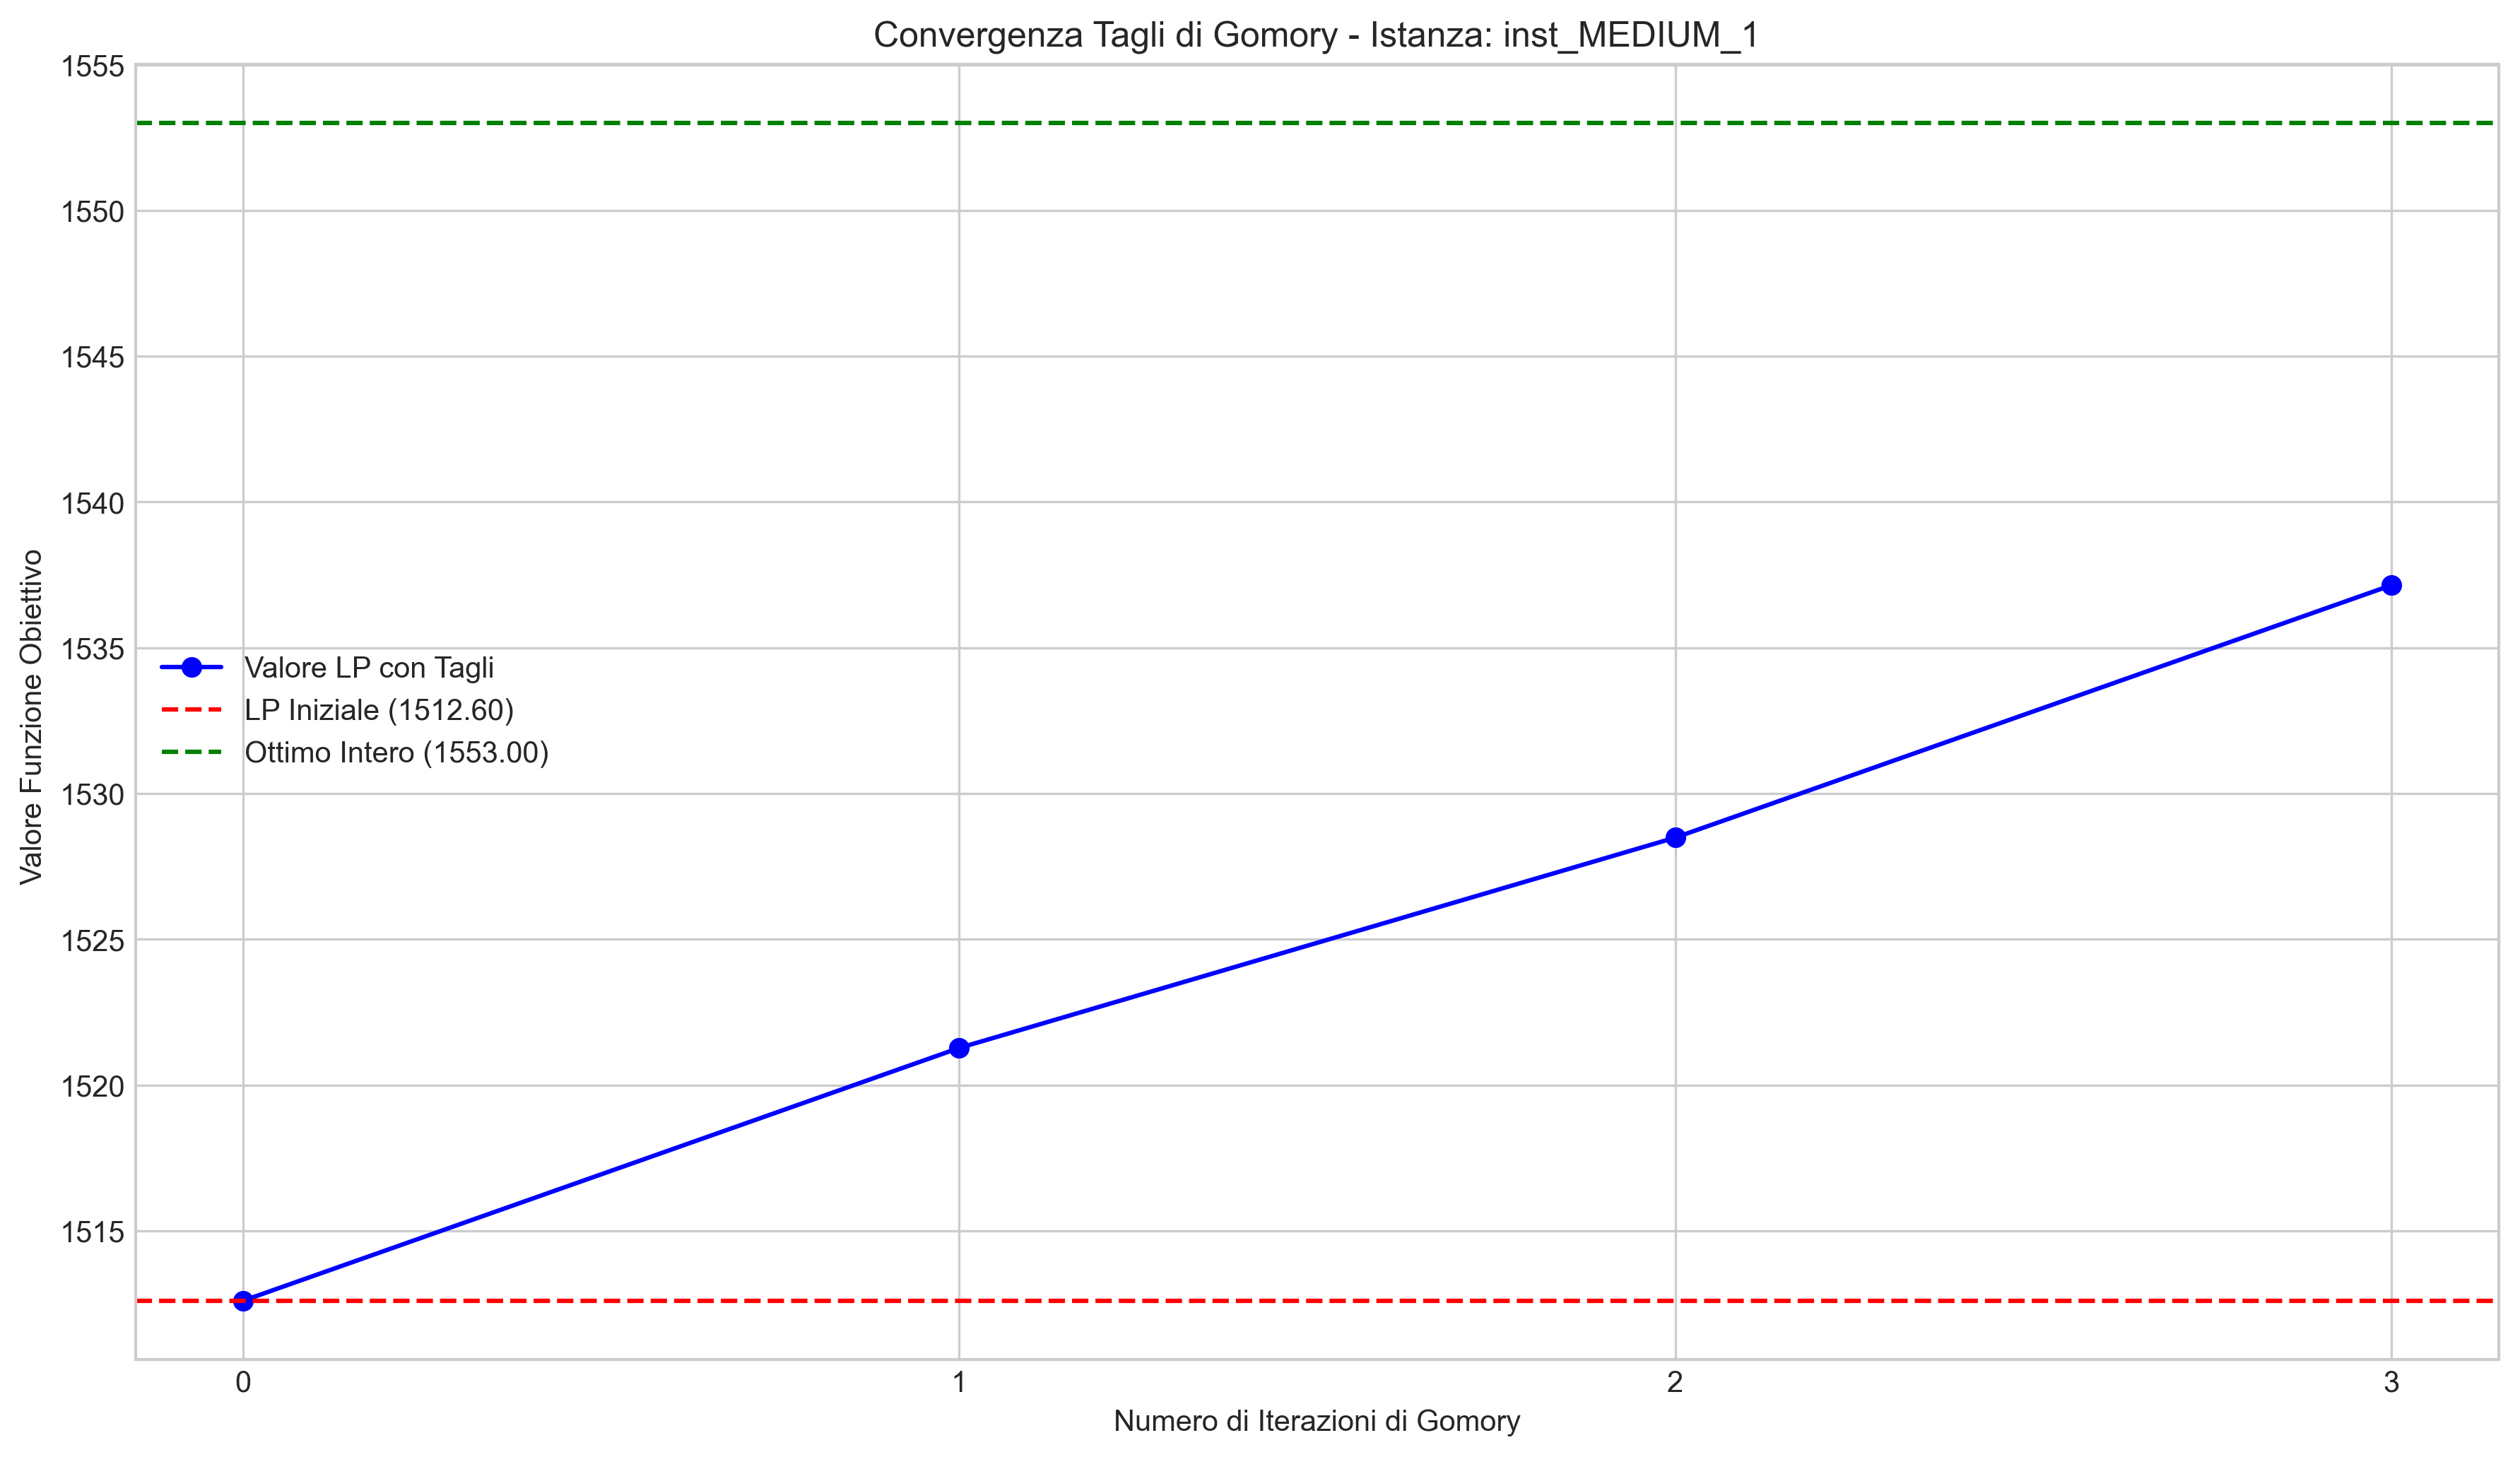 Convergenza Tagli di Gomory - Istanza: inst_MEDIUM_1
1555
1550
1545
1540
1535
1530
1525
1520
1515
Valore Funzione Obiettivo
Valore LP con Tagli
LP Iniziale (1512.60)
Ottimo Intero (1553.00)
0 1 2 3
Numero di Iterazioni di Gomory